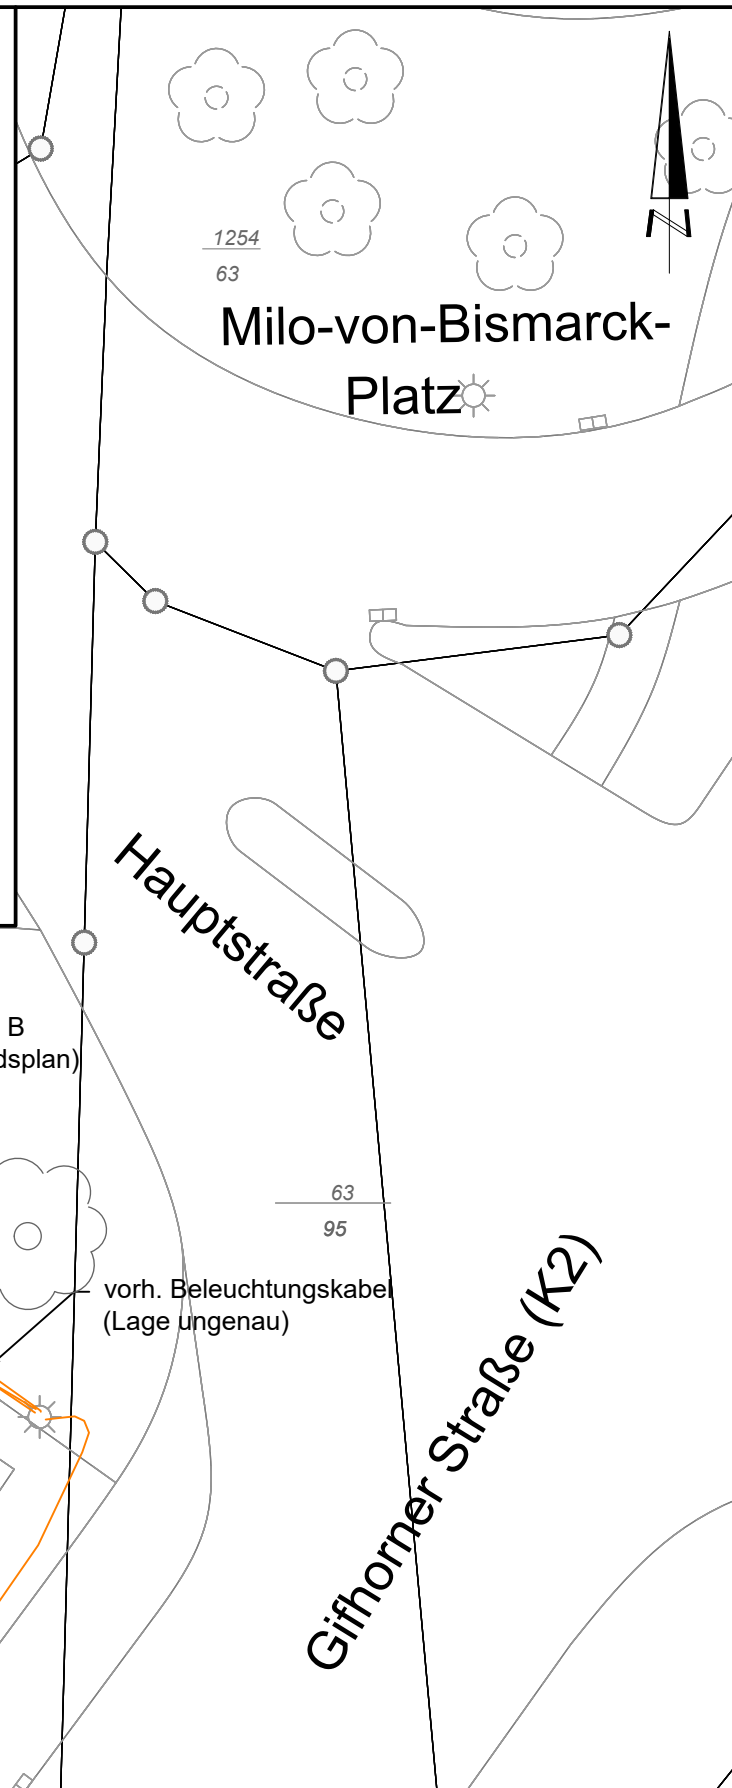 N
1254
63
Milo-von-Bismarck-
Platz
Hauptstraße
B
dsplan)
63
95
vorh. Beleuchtungskabel
(Lage ungenau)
Gifhorner Straße (K2)